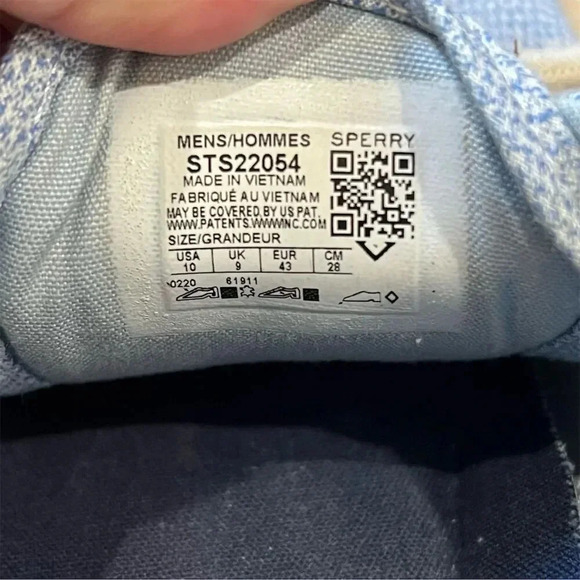 MENS/HOMMES SPERRY
STS22054
MADE IN VIETNAM
FABRIQUÉ AU VIETNAM
MAY BE COVERED BY US PAT.
WWW.PATENTS.WWWINC.COM
SIZE/GRANDEUR
USA UK EUR CM
10 9 43 28
0220 61911